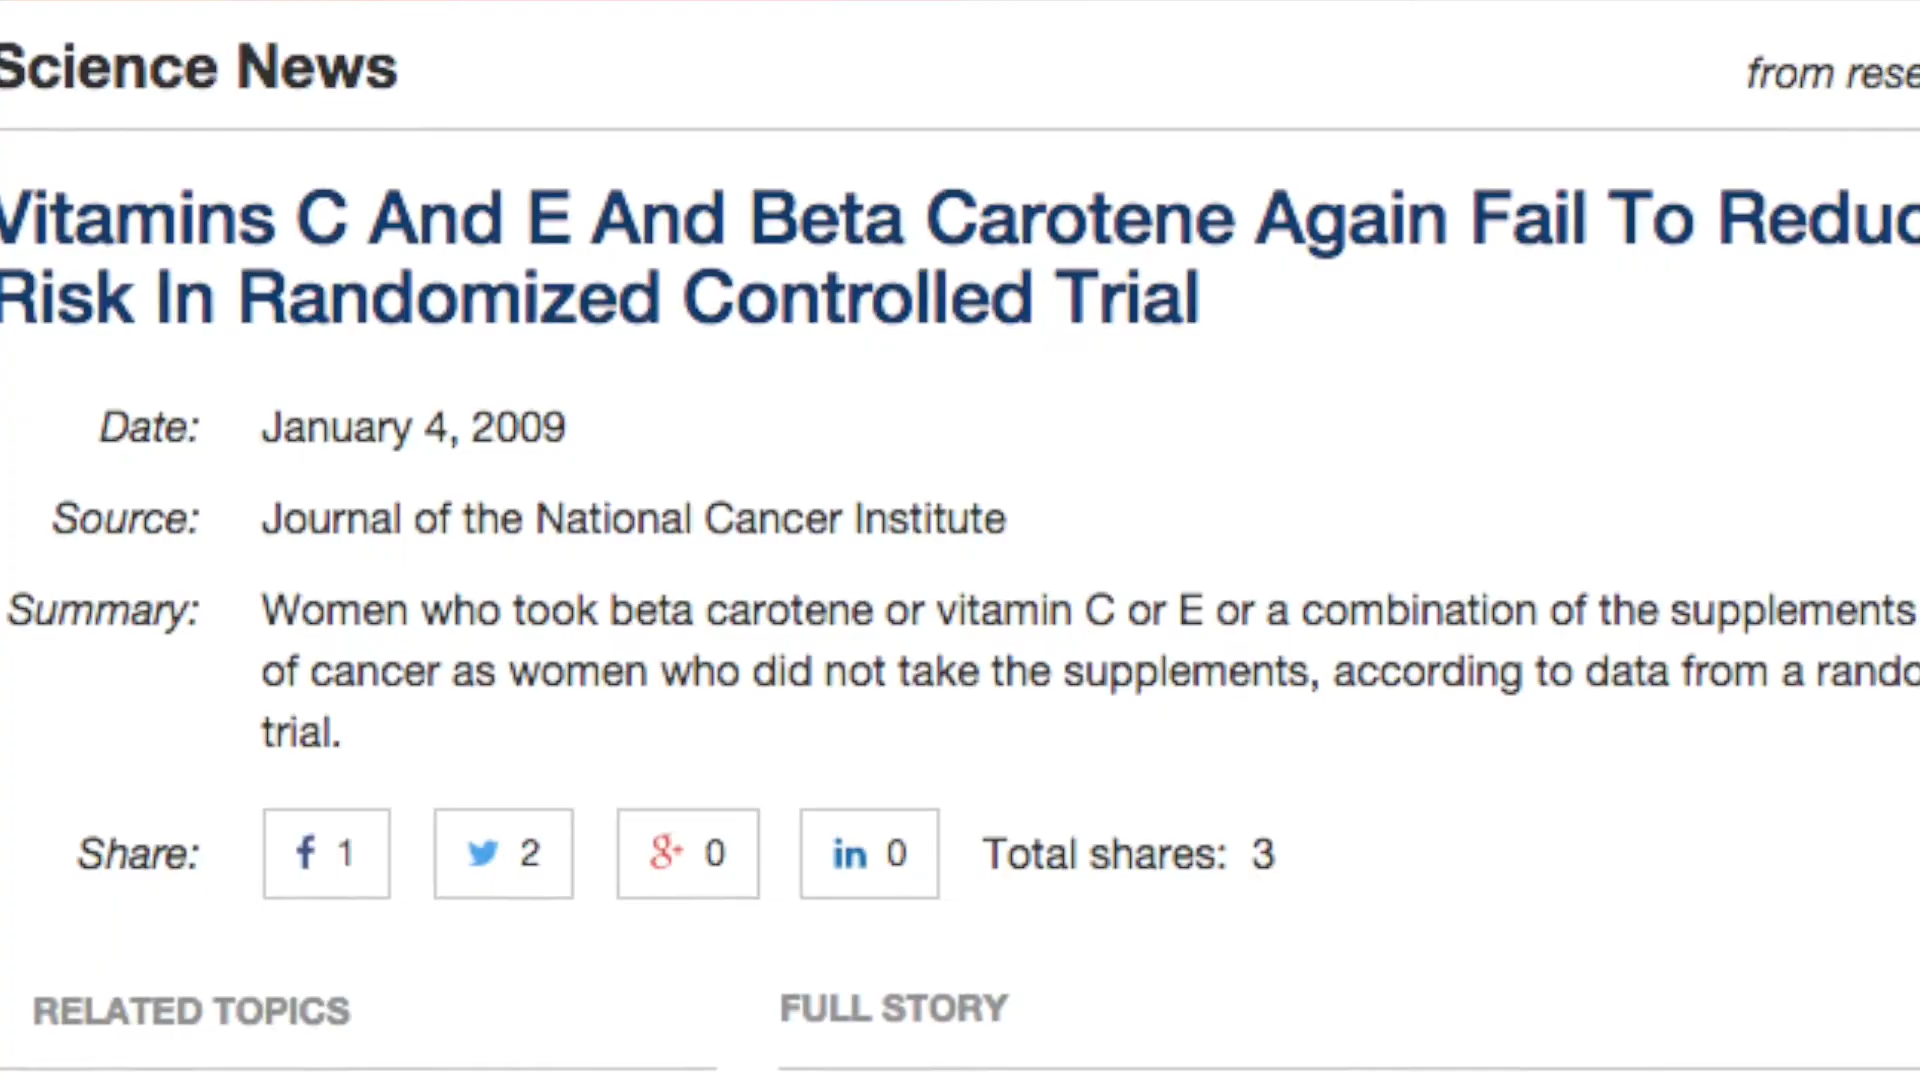 Science News
from rese
Vitamins C And E And Beta Carotene Again Fail To Reduc
Risk In Randomized Controlled Trial
Date: January 4, 2009
Source: Journal of the National Cancer Institute
Summary: Women who took beta carotene or vitamin C or E or a combination of the supplements
of cancer as women who did not take the supplements, according to data from a rando
trial.
Share: f 1 2 g+ 0 in 0 Total shares: 3
RELATED TOPICS
FULL STORY